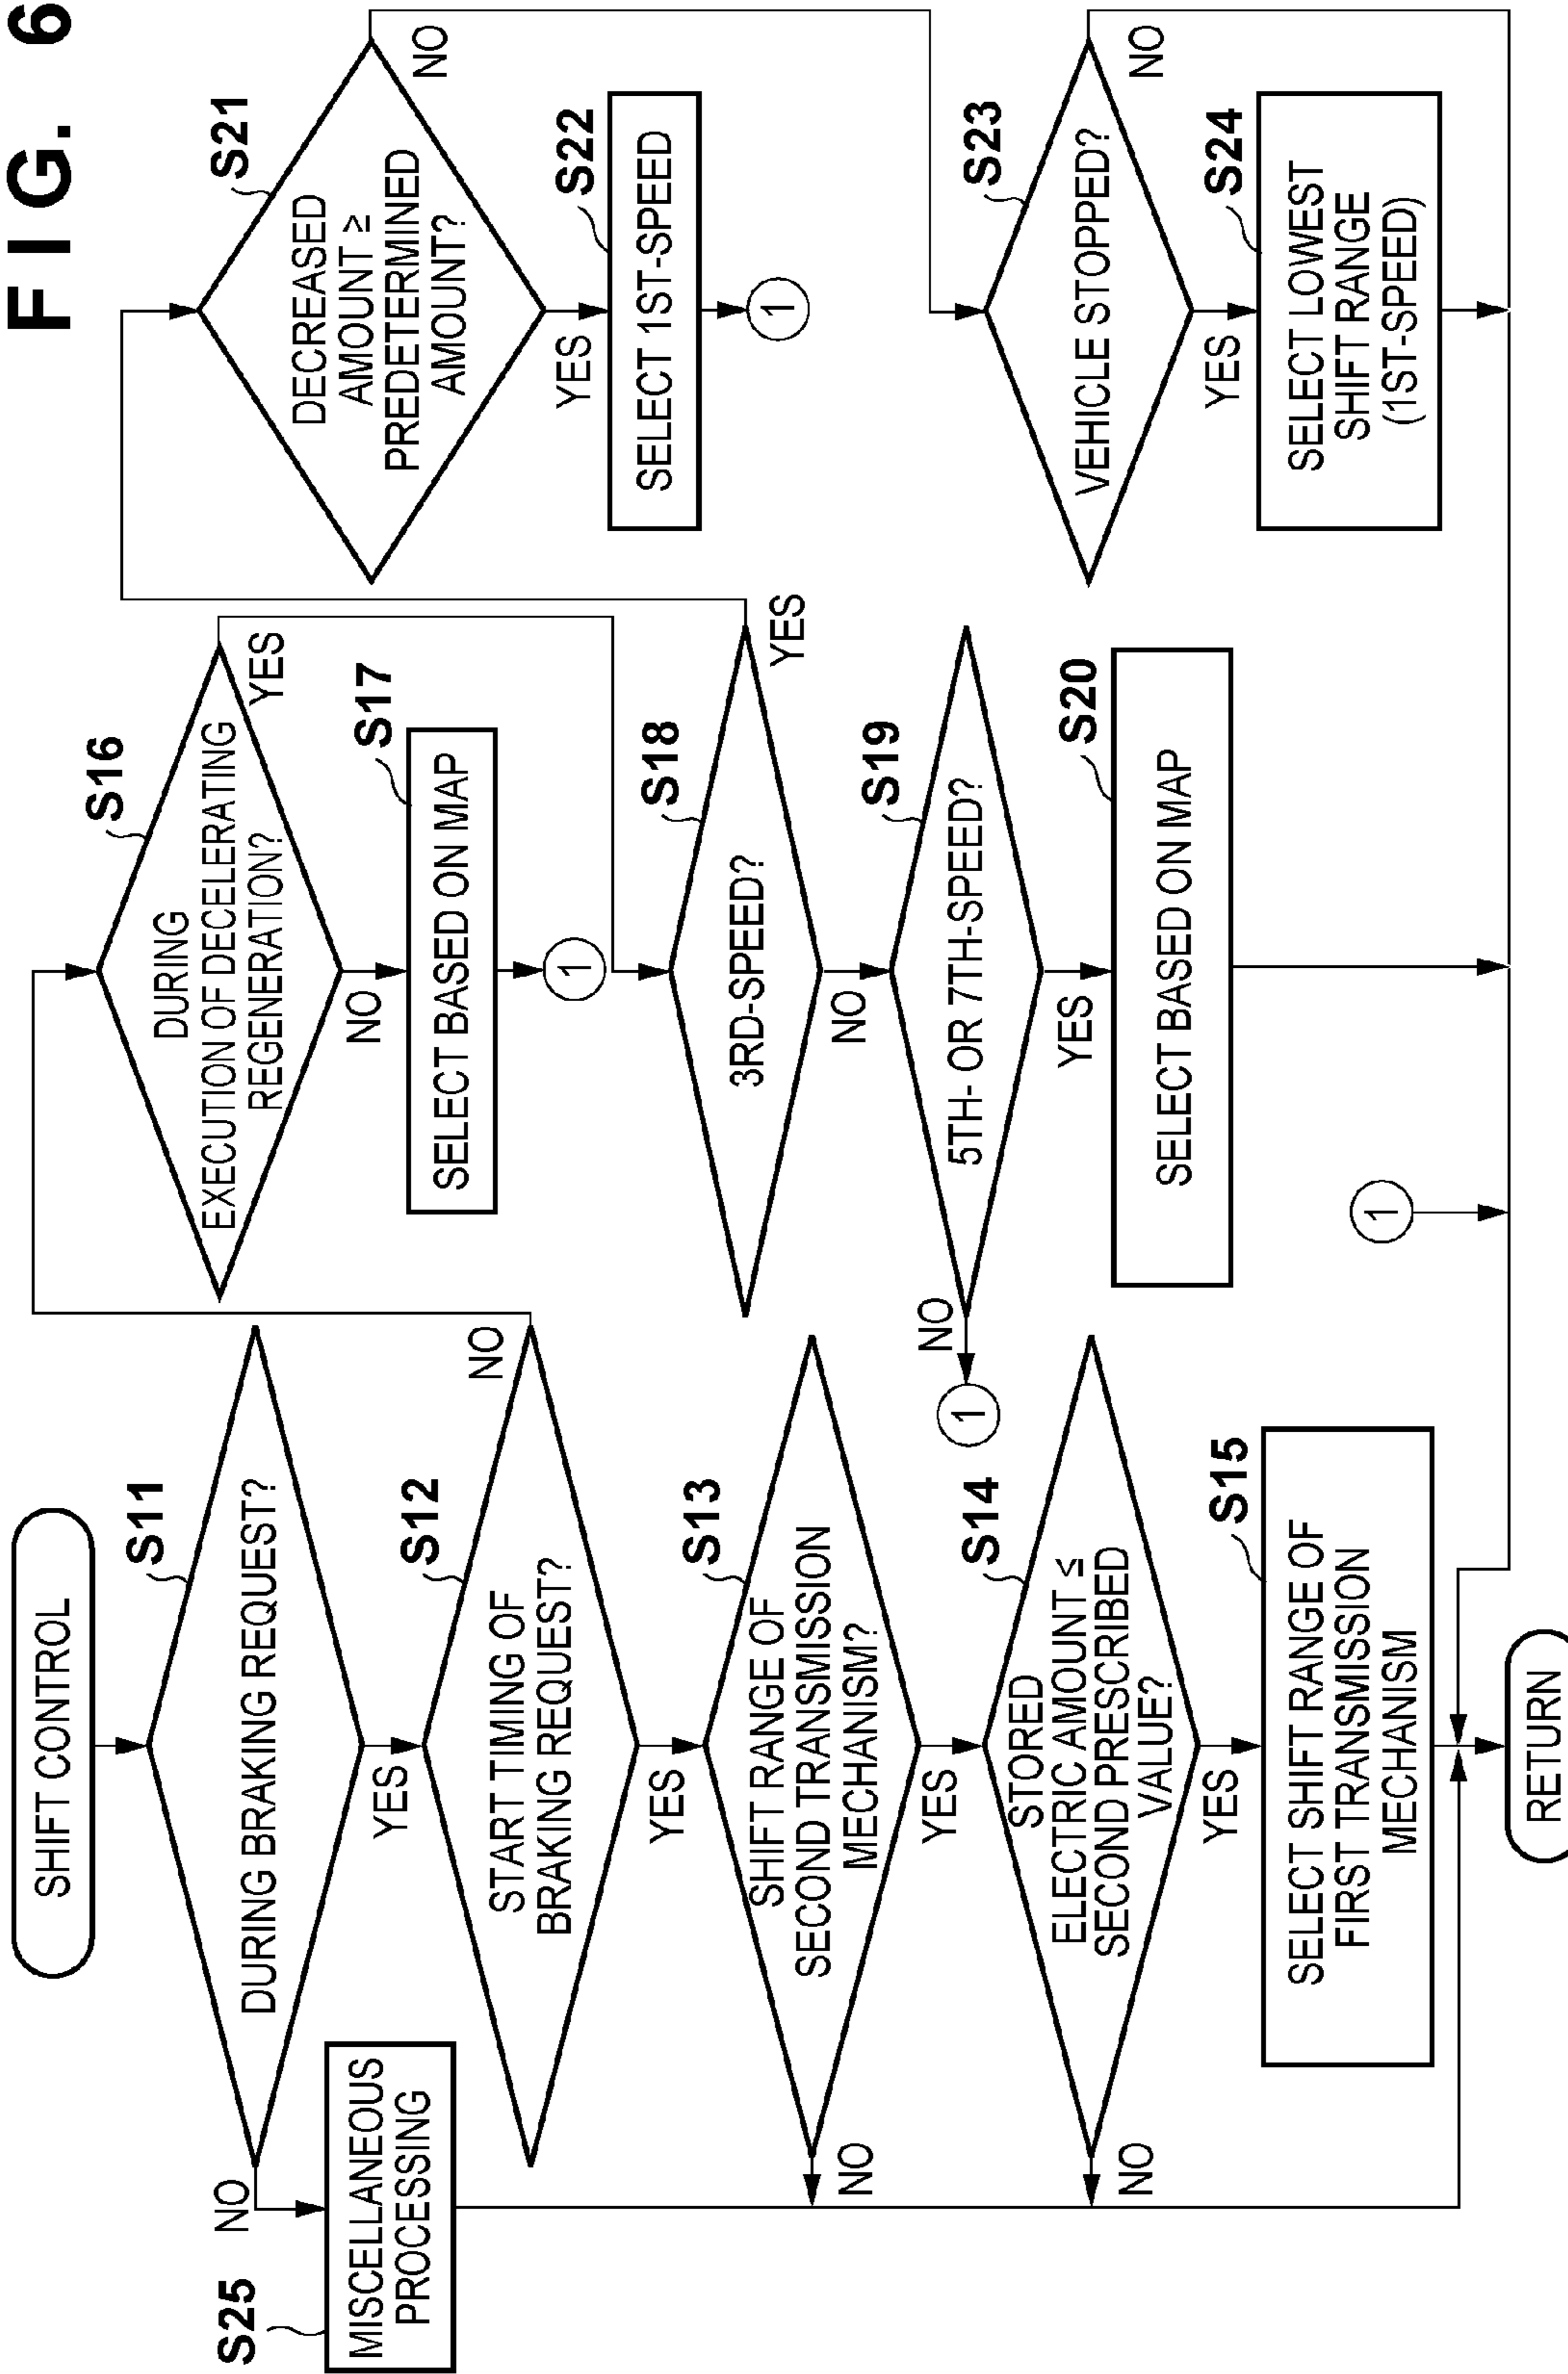 FIG. 6
SHIFT CONTROL
S11
DURING BRAKING REQUEST?
NO
YES
S25
MISCELLANEOUS
PROCESSING
S12
START TIMING OF
BRAKING REQUEST?
NO
YES
S13
SHIFT RANGE OF
SECOND TRANSMISSION
MECHANISM?
NO
YES
S14
STORED
ELECTRIC AMOUNT ≤
SECOND PRESCRIBED
VALUE?
NO
YES
S15
SELECT SHIFT RANGE OF
FIRST TRANSMISSION
MECHANISM
RETURN
S16
DURING
EXECUTION OF DECELERATING
REGENERATION?
YES
NO
S17
SELECT BASED ON MAP
1
S18
3RD-SPEED?
YES
NO
S19
5TH- OR 7TH-SPEED?
NO
1
YES
S20
SELECT BASED ON MAP
1
S21
DECREASED
AMOUNT ≥
PREDETERMINED
AMOUNT?
NO
YES
S22
SELECT 1ST-SPEED
1
S23
VEHICLE STOPPED?
NO
YES
S24
SELECT LOWEST
SHIFT RANGE
(1ST-SPEED)